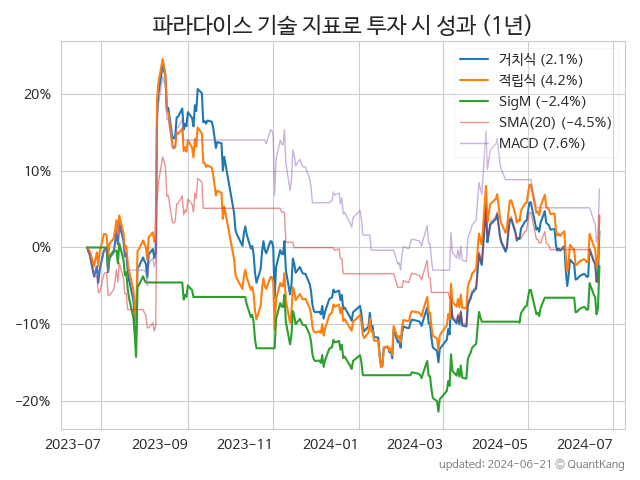 파라다이스 기술 지표로 투자 시 성과 (1년)
거치식 (2.1%)
적립식 (4.2%)
SigM (−2.4%)
SMA(20) (−4.5%)
MACD (7.6%)
20%
10%
0%
−10%
−20%
2023-07 2023-09 2023-11 2024-01 2024-03 2024-05 2024-07
updated: 2024-06-21 © QuantKang